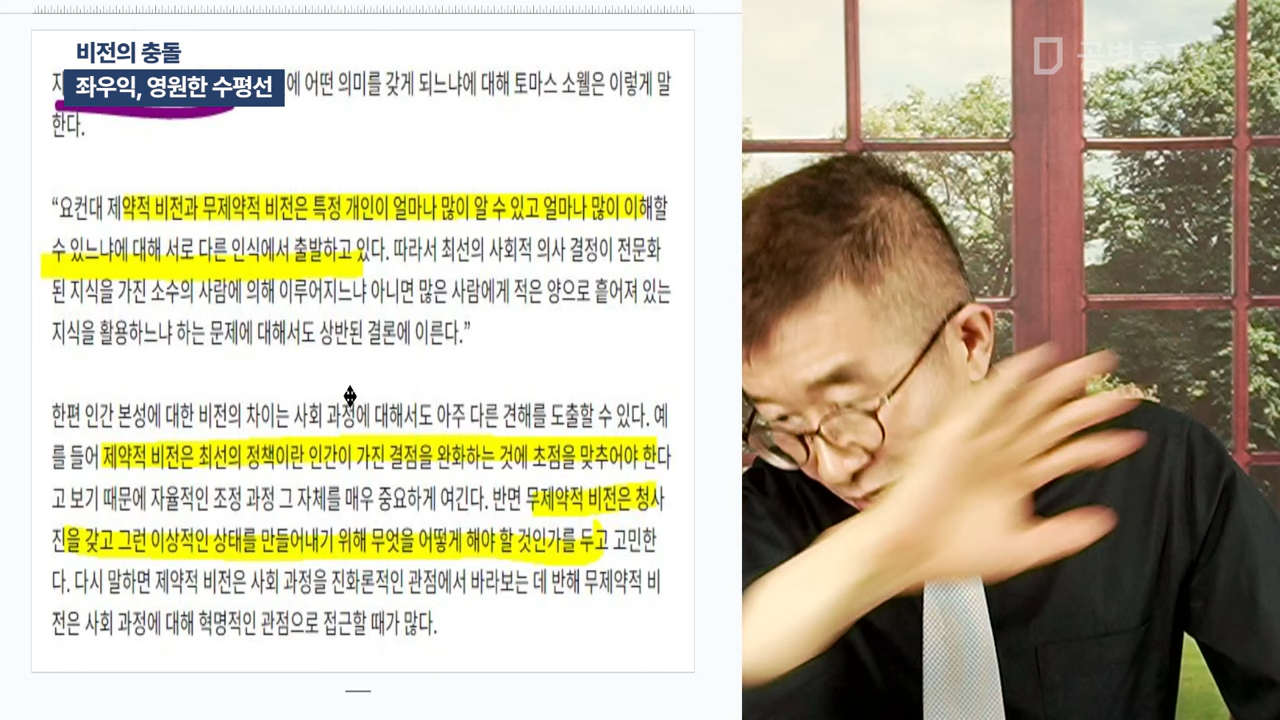 비전의 충돌
좌우익, 영원한 수평선
에 어떤 의미를 갖게 되느냐에 대해 토마스 소웰은 이렇게 말
한다.
“요컨대 제약적 비전과 무제약적 비전은 특정 개인이 얼마나 많이 알 수 있고 얼마나 많이 이해할
수 있느냐에 대해 서로 다른 인식에서 출발하고 있다. 따라서 최선의 사회적 의사 결정이 전문화
된 지식을 가진 소수의 사람에 의해 이루어지느냐 아니면 많은 사람에게 적은 양으로 흩어져 있는
지식을 활용하느냐 하는 문제에 대해서도 상반된 결론에 이른다.”
한편 인간 본성에 대한 비전의 차이는 사회 과정에 대해서도 아주 다른 견해를 도출할 수 있다. 예
를 들어 제약적 비전은 최선의 정책이란 인간이 가진 결점을 완화하는 것에 초점을 맞추어야 한다
고 보기 때문에 자율적인 조정 과정 그 자체를 매우 중요하게 여긴다. 반면 무제약적 비전은 청사
진을 갖고 그런 이상적인 상태를 만들어내기 위해 무엇을 어떻게 해야 할 것인가를 두고 고민한
다. 다시 말하면 제약적 비전은 사회 과정을 진화론적인 관점에서 바라보는 데 반해 무제약적 비
전은 사회 과정에 대해 혁명적인 관점으로 접근할 때가 많다.